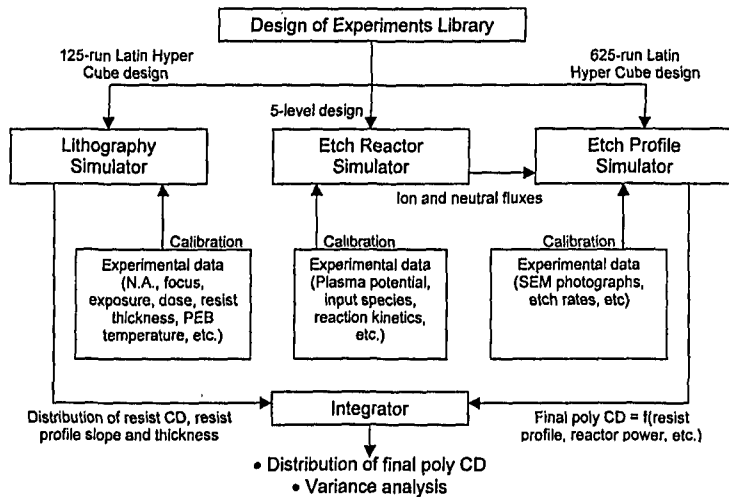 Design of Experiments Library
125-run Latin Hyper
Cube design
625-run Latin
Hyper Cube design
5-level design
Lithography
Simulator
Etch Reactor
Simulator
Etch Profile
Simulator
Ion and neutral fluxes
Calibration
Calibration
Calibration
Experimental data
(N.A., focus,
exposure, dose, resist
thickness, PEB
temperature, etc.)
Experimental data
(Plasma potential,
input species,
reaction kinetics,
etc.)
Experimental data
(SEM photographs,
etch rates, etc)
Distribution of resist CD, resist
profile slope and thickness
Integrator
Final poly CD = f(resist
profile, reactor power, etc.)
• Distribution of final poly CD
• Variance analysis